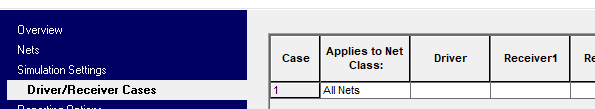 Overview
Nets
Simulation Settings
Driver/Receiver Cases
Case
Applies to Net
Class:
Driver
Receiver1
1
All Nets